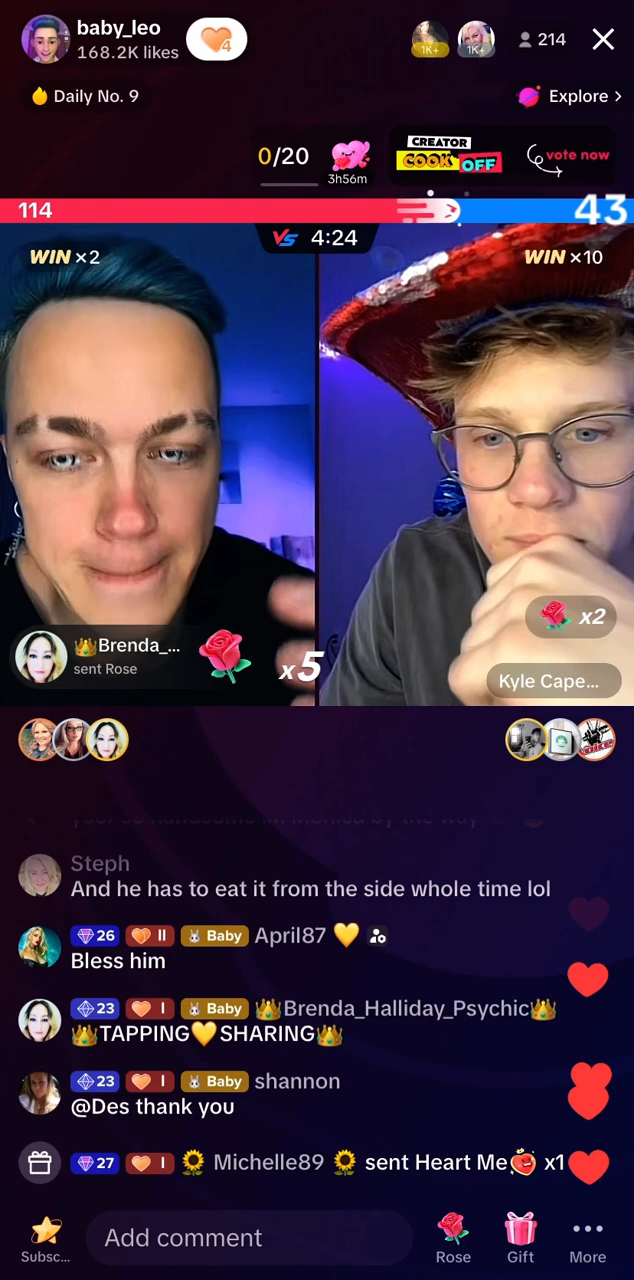 baby_leo
168.2K likes
4
1K+
1K+
214
Daily No. 9
Explore >
0/20
3h56m
CREATOR
COOK OFF
vote now
114
43
VS 4:24
WIN ×2
WIN ×10
👑Brenda_...
sent Rose
x5
x2
Kyle Cape...
Steph
And he has to eat it from the side whole time lol
26 II Baby April87 💛
Bless him
23 I Baby 👑Brenda_Halliday_Psychic👑
👑TAPPING💛SHARING👑
23 I Baby shannon
@Des thank you
27 I 🌻 Michelle89 🌻 sent Heart Me x1
Subsc...
Add comment
Rose
Gift
More